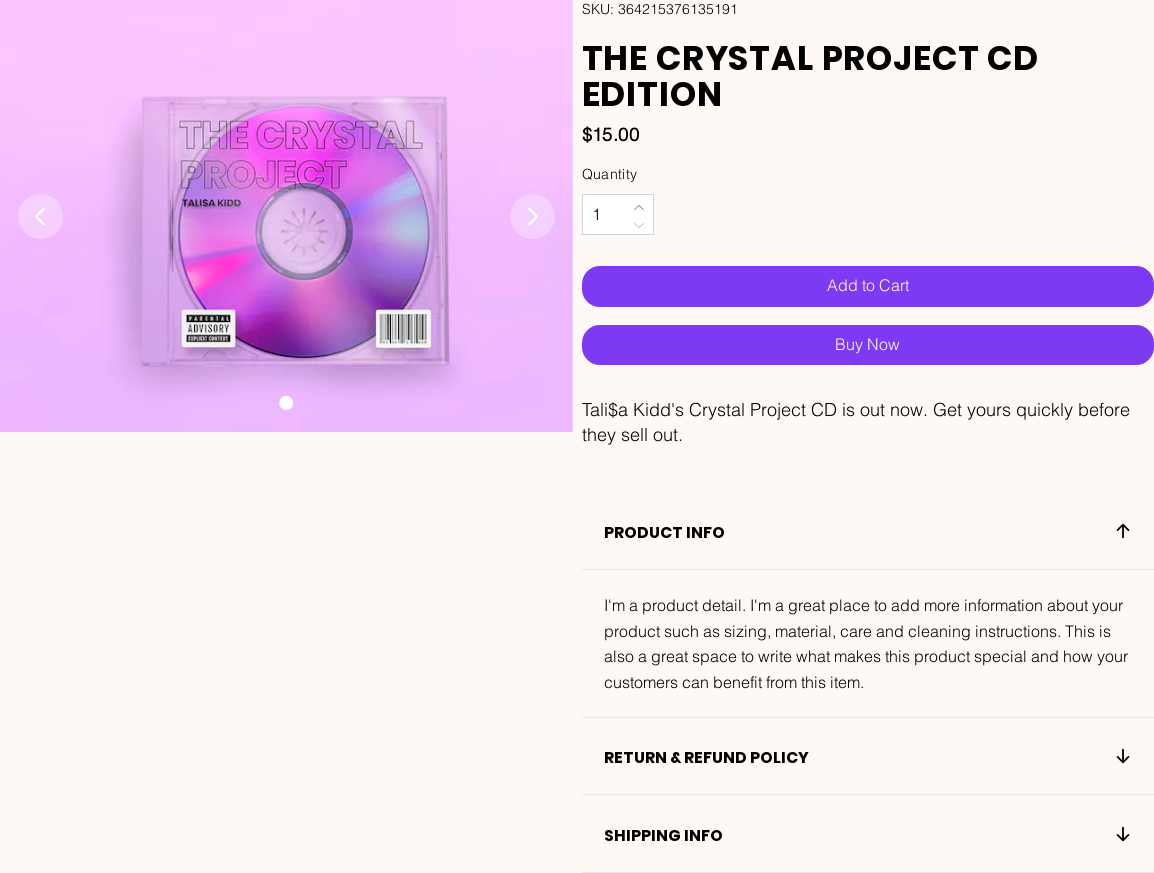 SKU: 364215376135191
THE CRYSTAL PROJECT CD
EDITION
$15.00
Quantity
1
Add to Cart
Buy Now
Tali$a Kidd's Crystal Project CD is out now. Get yours quickly before
they sell out.
PRODUCT INFO
I'm a product detail. I'm a great place to add more information about your
product such as sizing, material, care and cleaning instructions. This is
also a great space to write what makes this product special and how your
customers can benefit from this item.
RETURN & REFUND POLICY
SHIPPING INFO
THE CRYSTAL
PROJECT
TALI$A KIDD
PARENTAL
ADVISORY
EXPLICIT CONTENT